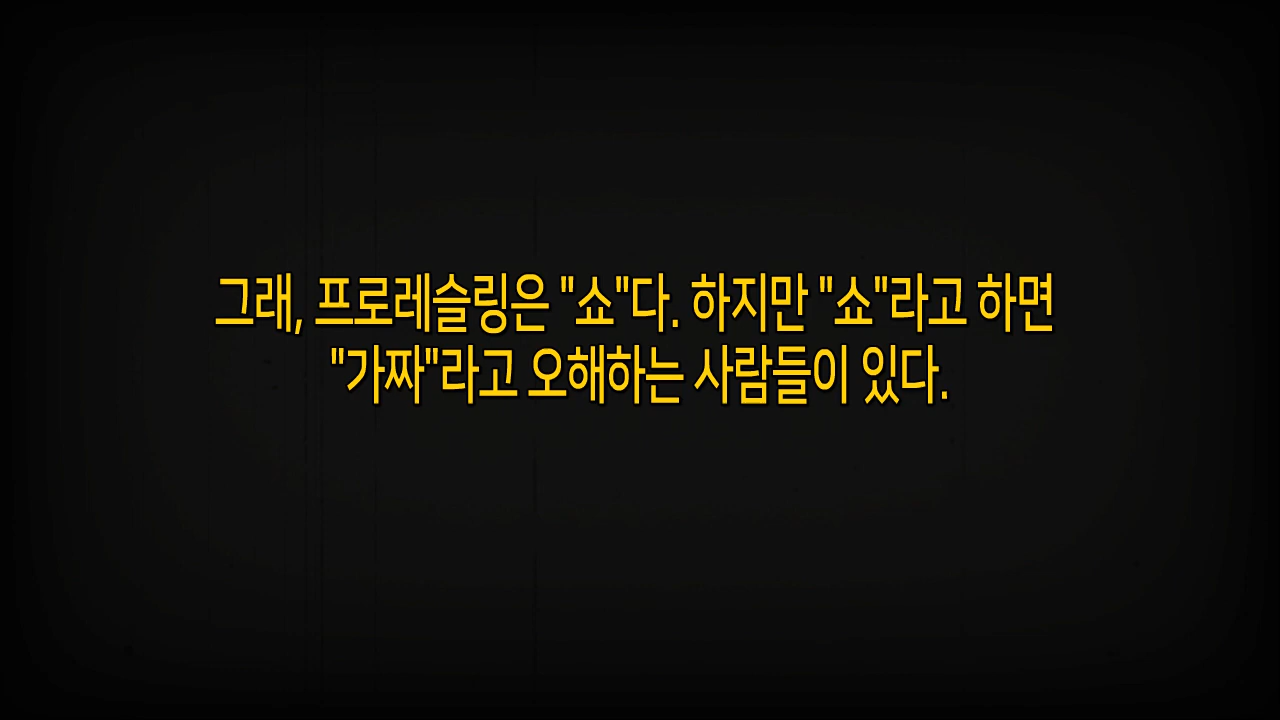 그래, 프로레슬링은 "쇼"다. 하지만 "쇼"라고 하면
"가짜"라고 오해하는 사람들이 있다.